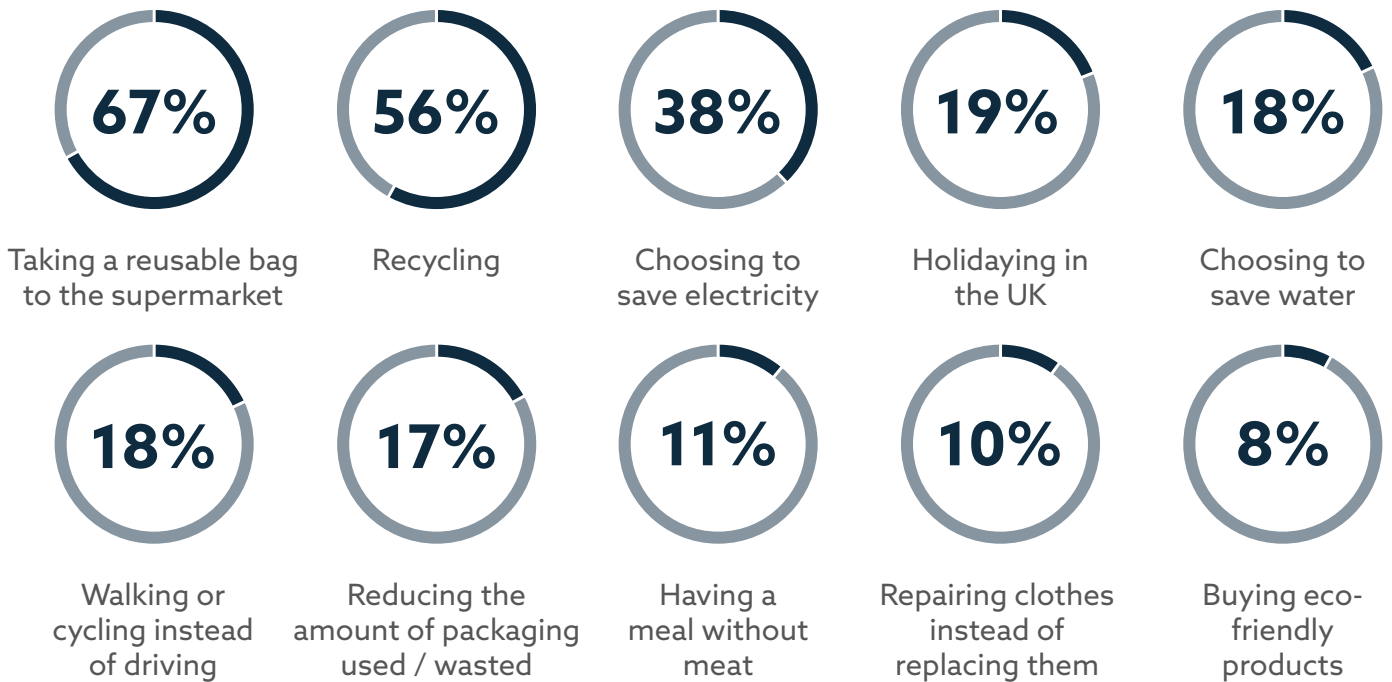 67%
56%
38%
19%
18%
Taking a reusable bag
to the supermarket
Recycling
Choosing to
save electricity
Holidaying in
the UK
Choosing to
save water
18%
17%
11%
10%
8%
Walking or
cycling instead
of driving
Reducing the
amount of packaging
used / wasted
Having a
meal without
meat
Repairing clothes
instead of
replacing them
Buying eco-
friendly
products